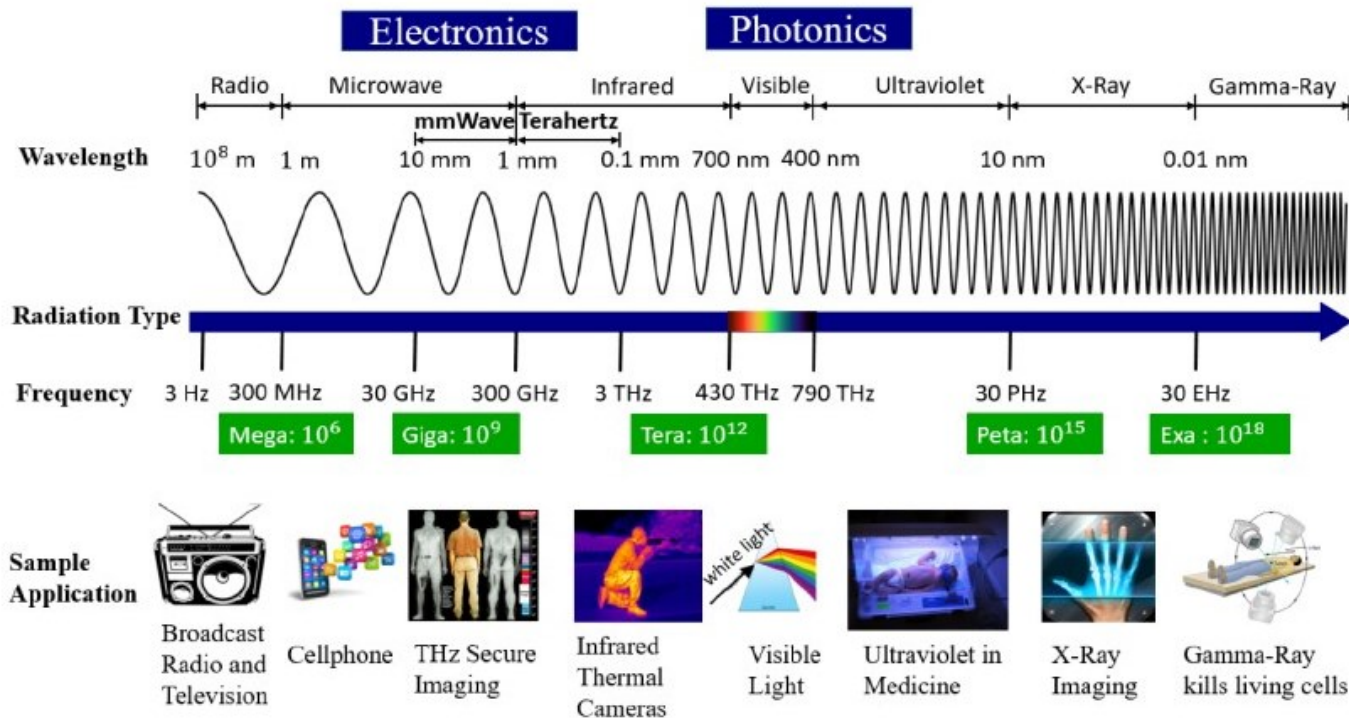 Electronics Photonics
Radio Microwave Infrared Visible Ultraviolet X-Ray Gamma-Ray
mmWave Terahertz
Wavelength 10⁸ m 1 m 10 mm 1 mm 0.1 mm 700 nm 400 nm 10 nm 0.01 nm
Radiation Type
Frequency 3 Hz 300 MHz 30 GHz 300 GHz 3 THz 430 THz 790 THz 30 PHz 30 EHz
Mega: 10⁶ Giga: 10⁹ Tera: 10¹² Peta: 10¹⁵ Exa : 10¹⁸
Sample
Application
white light
Broadcast
Radio and
Television
Cellphone
THz Secure
Imaging
Infrared
Thermal
Cameras
Visible
Light
Ultraviolet in
Medicine
X-Ray
Imaging
Gamma-Ray
kills living cells